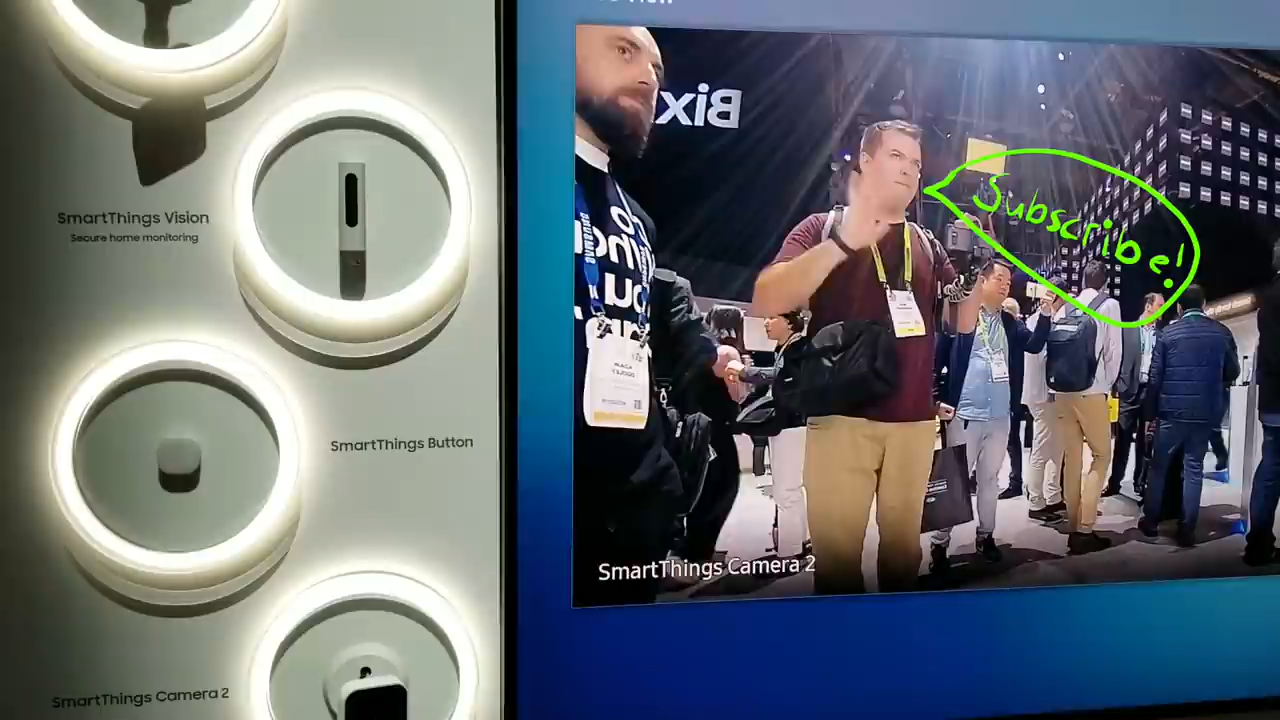 SmartThings Vision
Secure home monitoring
SmartThings Button
SmartThings Camera 2
Bix
Subscribe!
SmartThings Camera 2